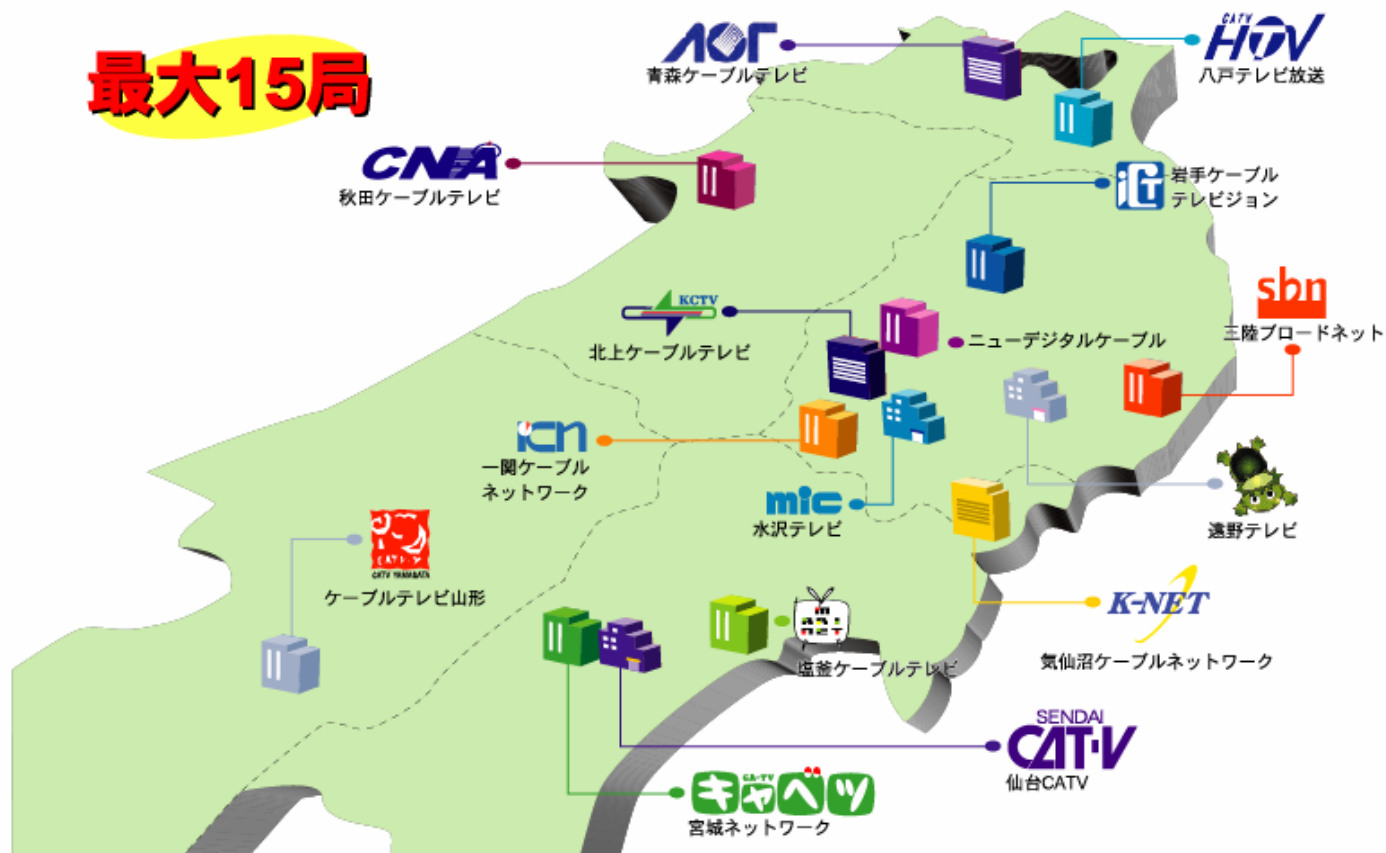 最大15局
AOT
青森ケーブルテレビ
CATV
HTV
八戸テレビ放送
CNA
秋田ケーブルテレビ
iCT
岩手ケーブル
テレビジョン
sbn
三陸ブロードネット
KCTV
北上ケーブルテレビ
ニューデジタルケーブル
icn
一関ケーブル
ネットワーク
mic
水沢テレビ
遠野テレビ
CATV YAMAGATA
ケーブルテレビ山形
K-NET
気仙沼ケーブルネットワーク
塩釜ケーブルテレビ
SENDAI
CAT-V
仙台CATV
CA-TV
キャベツ
宮城ネットワーク